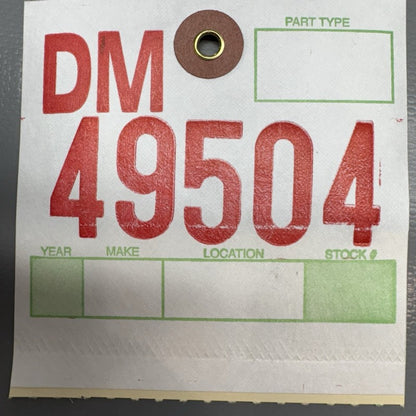 DM
PART TYPE
49504
YEAR MAKE LOCATION STOCK #